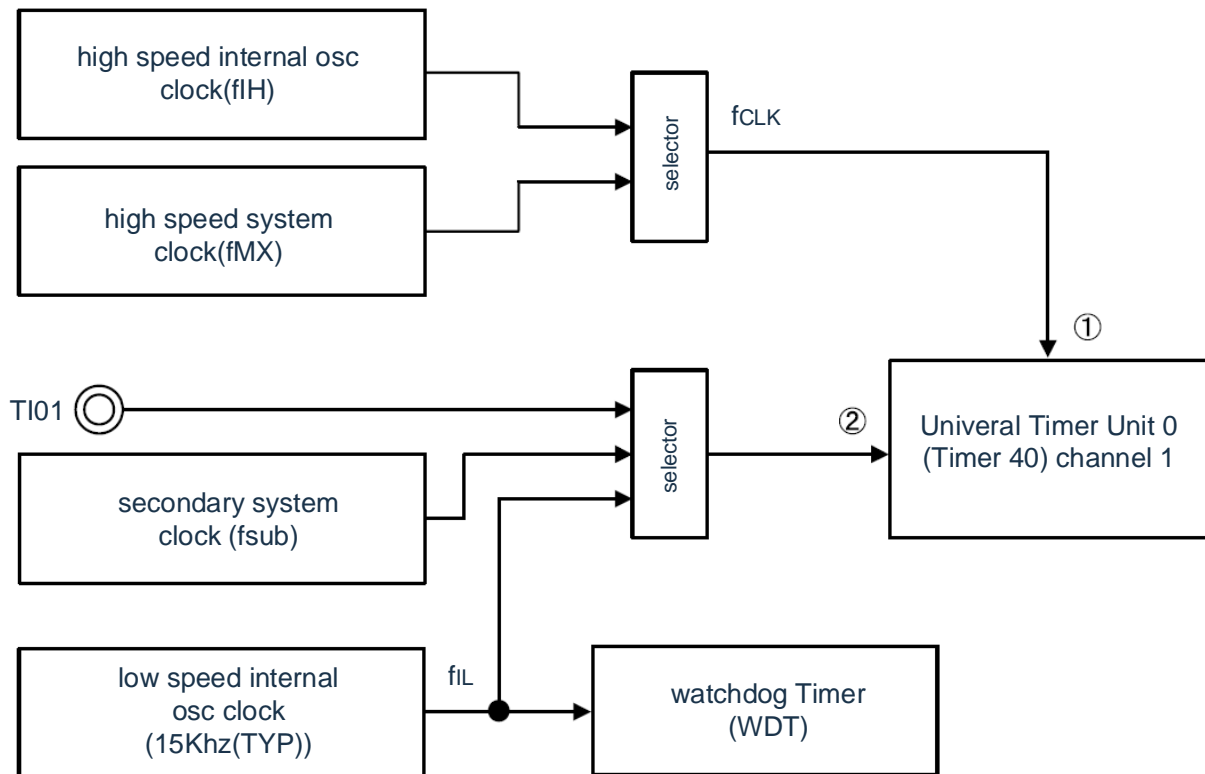 high speed internal osc
clock(fIH)
selector
fCLK
high speed system
clock(fMX)
①
TI01
selector
②
Univeral Timer Unit 0
(Timer 40) channel 1
secondary system
clock (fsub)
low speed internal
osc clock
(15Khz(TYP))
fIL
watchdog Timer
(WDT)